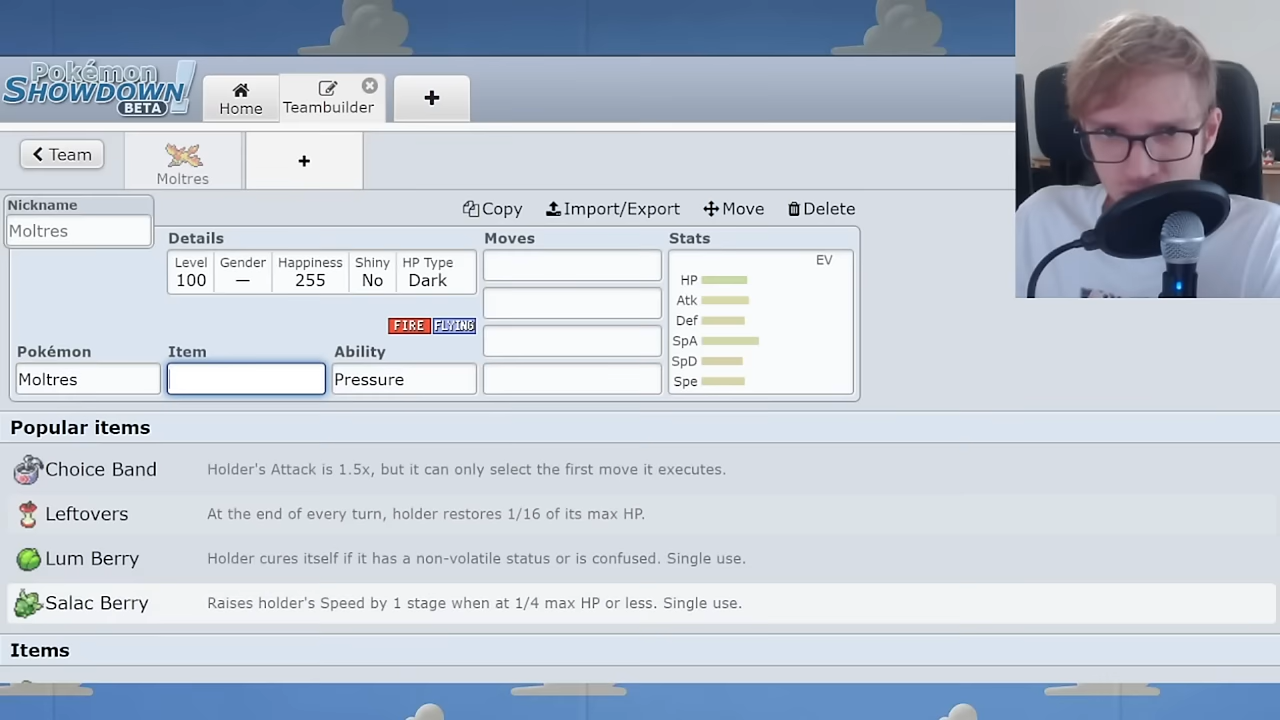 Pokémon
SHOWDOWN!
BETA
Home
Teambuilder
+
Team
Moltres
+
Nickname
Moltres
Copy
Import/Export
Move
Delete
Details
Moves
Stats
Level
Gender
Happiness
Shiny
HP Type
100
—
255
No
Dark
EV
HP
Atk
Def
SpA
SpD
Spe
FIRE
FLYING
Pokémon
Item
Ability
Moltres
Pressure
Popular items
Choice Band
Holder's Attack is 1.5x, but it can only select the first move it executes.
Leftovers
At the end of every turn, holder restores 1/16 of its max HP.
Lum Berry
Holder cures itself if it has a non-volatile status or is confused. Single use.
Salac Berry
Raises holder's Speed by 1 stage when at 1/4 max HP or less. Single use.
Items